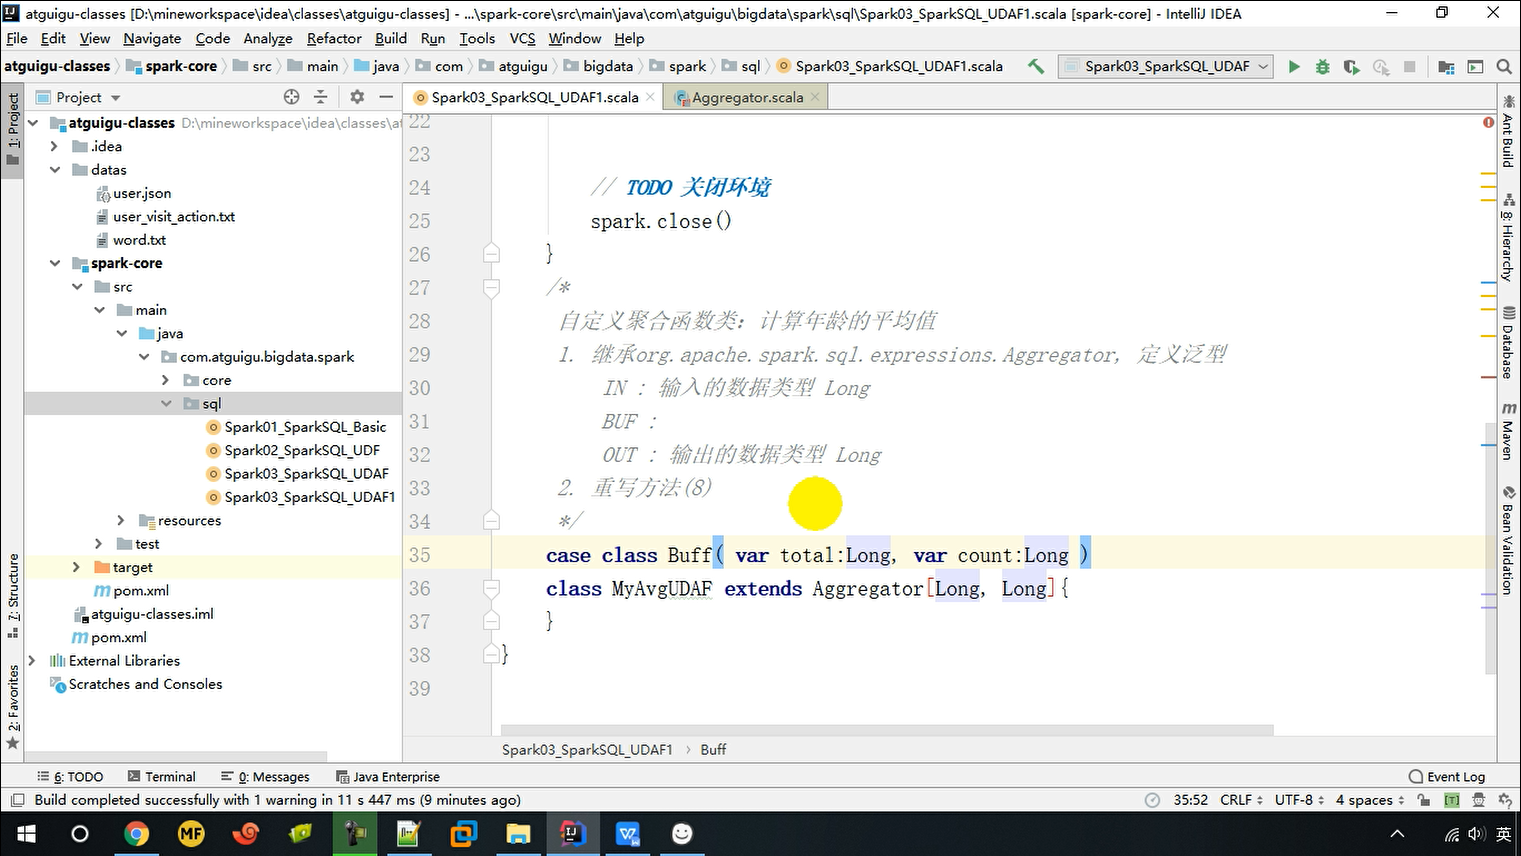 atguigu-classes [D:\mineworkspace\idea\classes\atguigu-classes] - ...\spark-core\src\main\java\com\atguigu\bigdata\spark\sql\Spark03_SparkSQL_UDAF1.scala [spark-core] - IntelliJ IDEA
File Edit View Navigate Code Analyze Refactor Build Run Tools VCS Window Help
atguigu-classes spark-core src main java com atguigu bigdata spark sql Spark03_SparkSQL_UDAF1.scala Spark03_SparkSQL_UDAF
Project
Spark03_SparkSQL_UDAF1.scala Aggregator.scala
1: Project
7: Structure
2: Favorites
atguigu-classes D:\mineworkspace\idea\classes\at
.idea
datas
user.json
user_visit_action.txt
word.txt
spark-core
src
main
java
com.atguigu.bigdata.spark
core
sql
Spark01_SparkSQL_Basic
Spark02_SparkSQL_UDF
Spark03_SparkSQL_UDAF
Spark03_SparkSQL_UDAF1
resources
test
target
pom.xml
atguigu-classes.iml
pom.xml
External Libraries
Scratches and Consoles
22
23
24 // TODO 关闭环境
25 spark.close()
26 }
27 /*
28 自定义聚合函数类：计算年龄的平均值
29 1. 继承org.apache.spark.sql.expressions.Aggregator, 定义泛型
30 IN : 输入的数据类型 Long
31 BUF :
32 OUT : 输出的数据类型 Long
33 2. 重写方法(8)
34 */
35 case class Buff( var total:Long, var count:Long )
36 class MyAvgUDAF extends Aggregator[Long, Long]{
37 }
38 }
39
Spark03_SparkSQL_UDAF1 › Buff
Ant Build
8: Hierarchy
Database
Maven
Bean Validation
6: TODO Terminal 0: Messages Java Enterprise Event Log
Build completed successfully with 1 warning in 11 s 447 ms (9 minutes ago) 35:52 CRLF UTF-8 4 spaces
MF
英